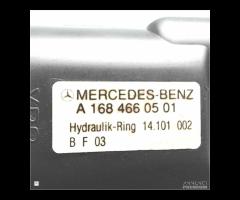 MERCEDES-BENZ
A 168 466 05 01
Hydraulik-Ring 14.101 002
B F 03